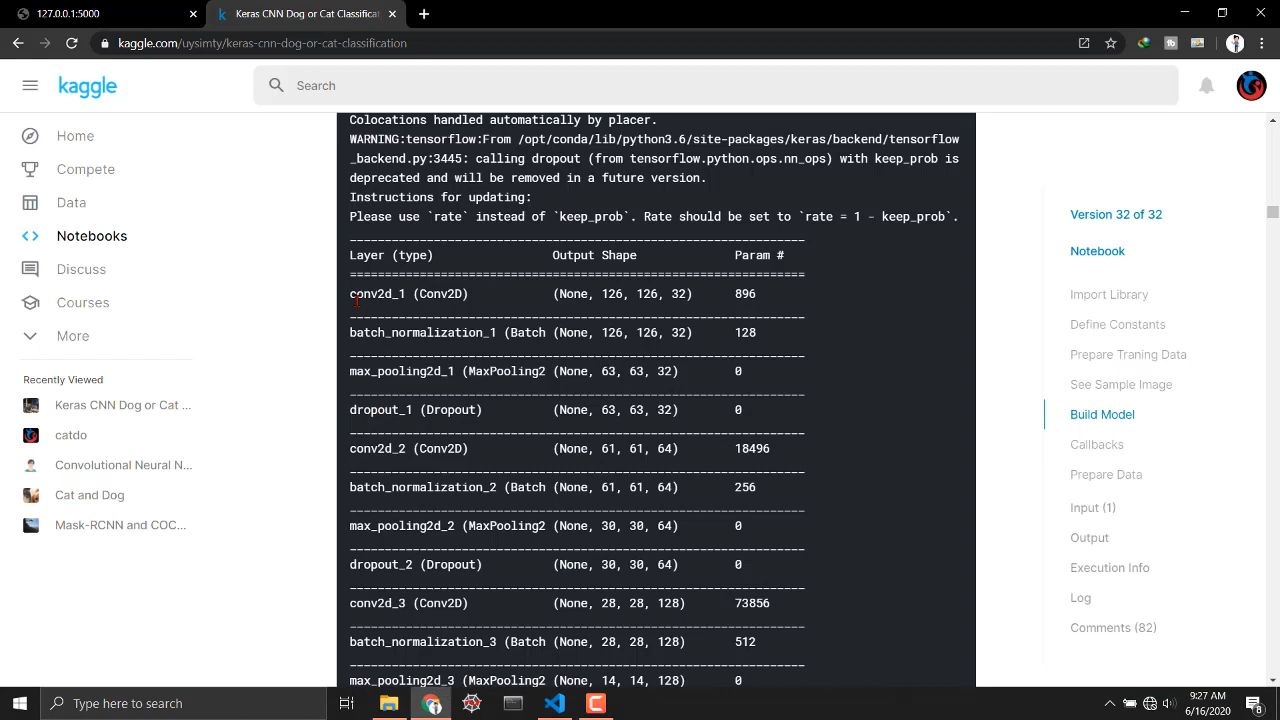 127.0.0.1:5000
Keras CNN Dog or Cat Classificat
kaggle.com/uysimty/keras-cnn-dog-or-cat-classification
kaggle
Search
Home
Compete
Data
Notebooks
Discuss
Courses
More
Recently Viewed
Keras CNN Dog or Cat ...
catdo
Convolutional Neural N...
Cat and Dog
Mask-RCNN and COC...
Colocations handled automatically by placer.
WARNING:tensorflow:From /opt/conda/lib/python3.6/site-packages/keras/backend/tensorflow
_backend.py:3445: calling dropout (from tensorflow.python.ops.nn_ops) with keep_prob is
deprecated and will be removed in a future version.
Instructions for updating:
Please use `rate` instead of `keep_prob`. Rate should be set to `rate = 1 - keep_prob`.
Layer (type) Output Shape Param #
conv2d_1 (Conv2D) (None, 126, 126, 32) 896
batch_normalization_1 (Batch (None, 126, 126, 32) 128
max_pooling2d_1 (MaxPooling2 (None, 63, 63, 32) 0
dropout_1 (Dropout) (None, 63, 63, 32) 0
conv2d_2 (Conv2D) (None, 61, 61, 64) 18496
batch_normalization_2 (Batch (None, 61, 61, 64) 256
max_pooling2d_2 (MaxPooling2 (None, 30, 30, 64) 0
dropout_2 (Dropout) (None, 30, 30, 64) 0
conv2d_3 (Conv2D) (None, 28, 28, 128) 73856
batch_normalization_3 (Batch (None, 28, 28, 128) 512
max_pooling2d_3 (MaxPooling2 (None, 14, 14, 128) 0
Version 32 of 32
Notebook
Import Library
Define Constants
Prepare Traning Data
See Sample Image
Build Model
Callbacks
Prepare Data
Input (1)
Output
Execution Info
Log
Comments (82)
Type here to search
9:27 AM
6/16/2020